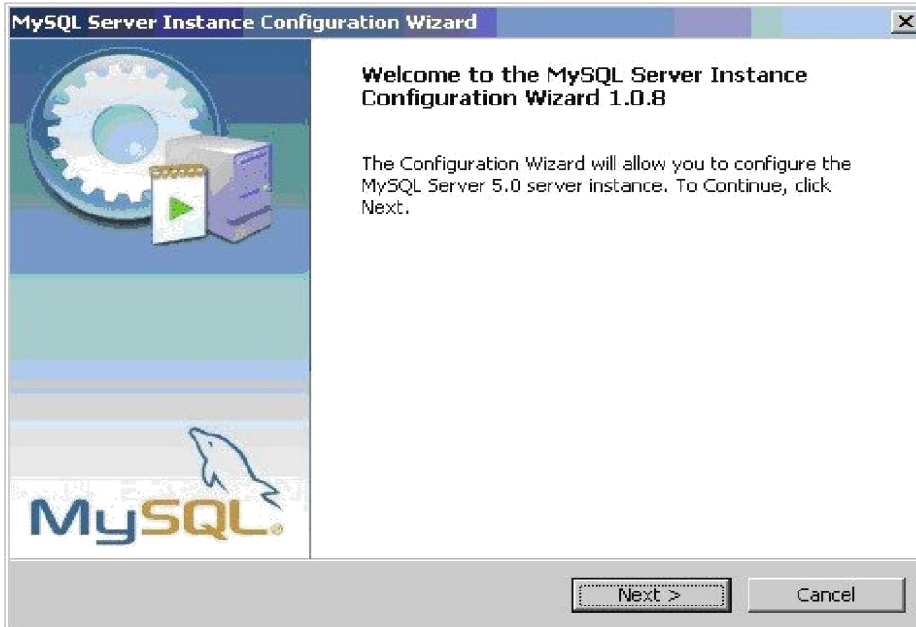 MySQL Server Instance Configuration Wizard
Welcome to the MySQL Server Instance
Configuration Wizard 1.0.8
The Configuration Wizard will allow you to configure the
MySQL Server 5.0 server instance. To Continue, click
Next.
MySQL®
Next >
Cancel